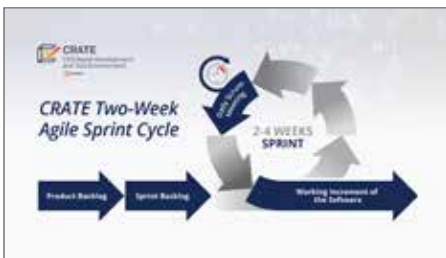 CRATE
CRATE Two-Week
Agile Sprint Cycle
Daily Scrum
Meeting
2-4 WEEKS
SPRINT
Product Backlog
Sprint Backlog
Working Increment of
the Software